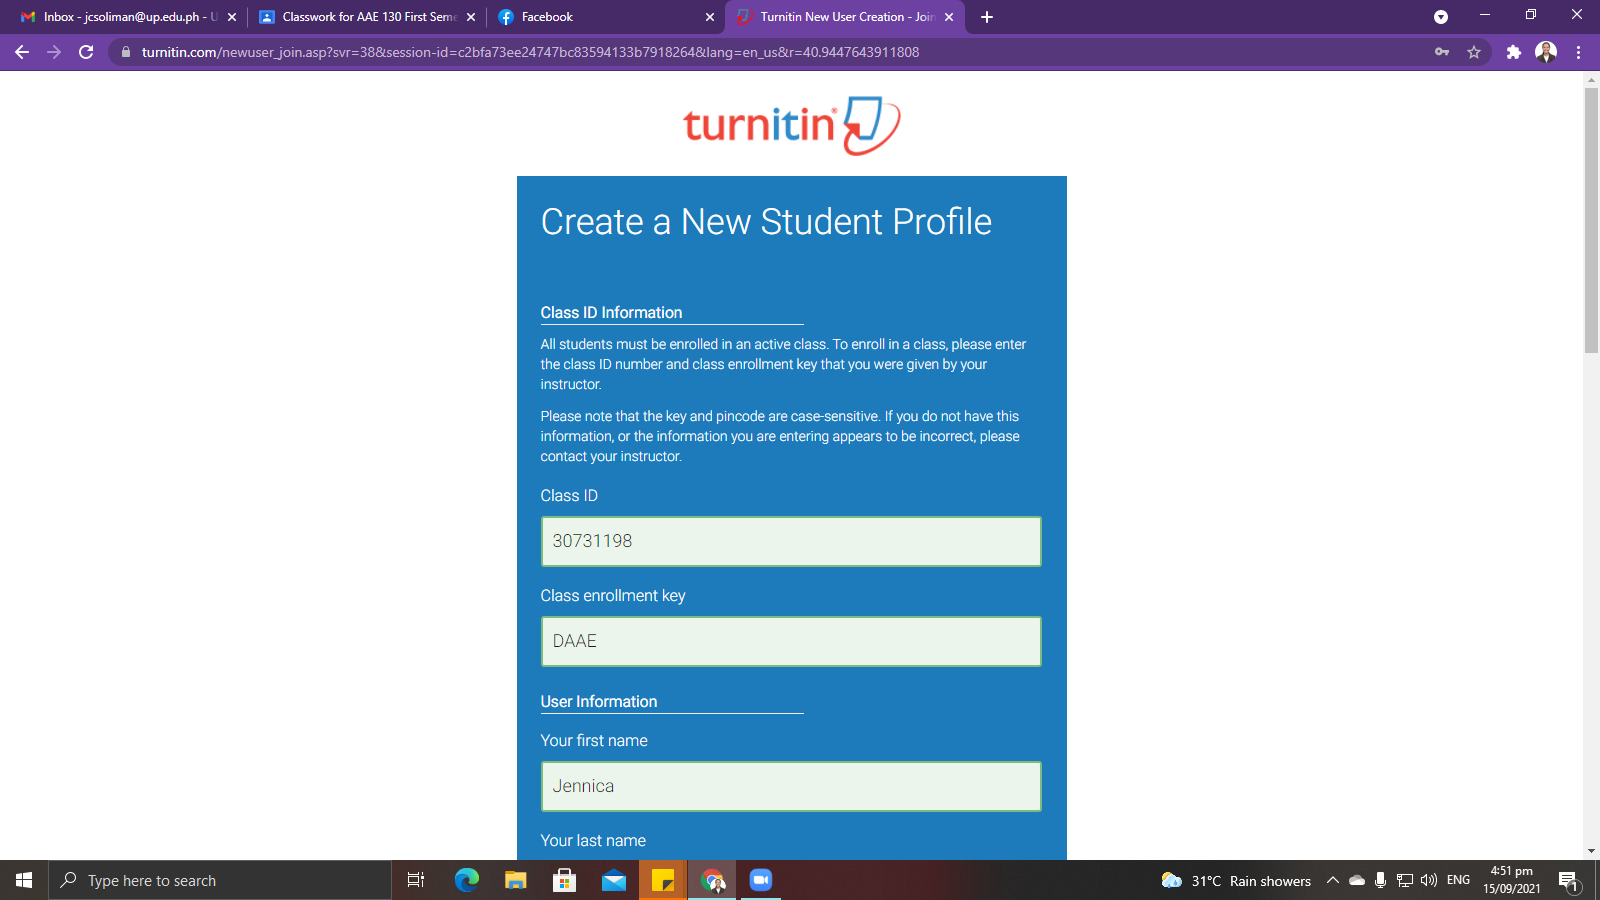 Inbox - jcsoliman@up.edu.ph - U
Classwork for AAE 130 First Seme
Facebook
Turnitin New User Creation - Join
turnitin.com/newuser_join.asp?svr=38&session-id=c2bfa73ee24747bc83594133b7918264&lang=en_us&r=40.9447643911808
turnitin
Create a New Student Profile
Class ID Information
All students must be enrolled in an active class. To enroll in a class, please enter
the class ID number and class enrollment key that you were given by your
instructor.
Please note that the key and pincode are case-sensitive. If you do not have this
information, or the information you are entering appears to be incorrect, please
contact your instructor.
Class ID
30731198
Class enrollment key
DAAE
User Information
Your first name
Jennica
Your last name
Type here to search
31°C Rain showers
ENG
4:51 pm
15/09/2021
1